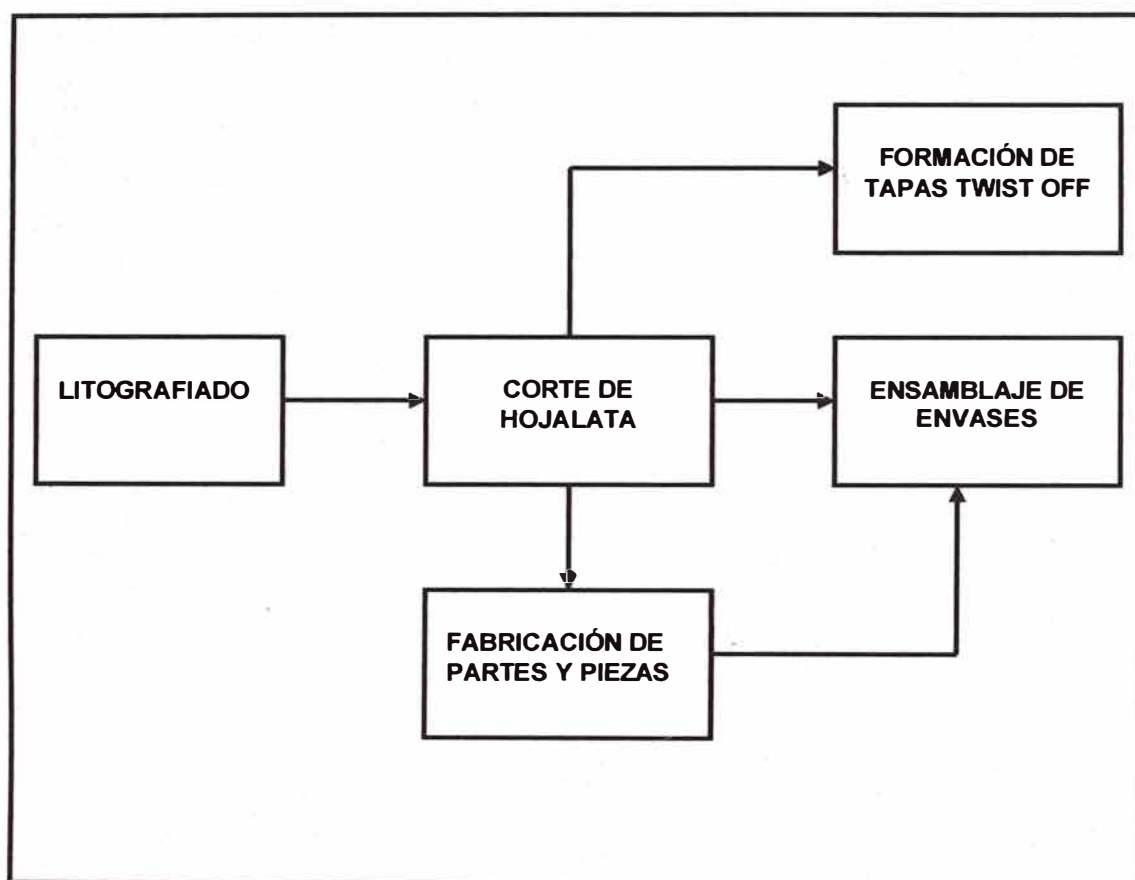 FORMACIÓN DE
TAPAS TWIST OFF
LITOGRAFIADO
CORTE DE
HOJALATA
ENSAMBLAJE DE
ENVASES
FABRICACIÓN DE
PARTES Y PIEZAS